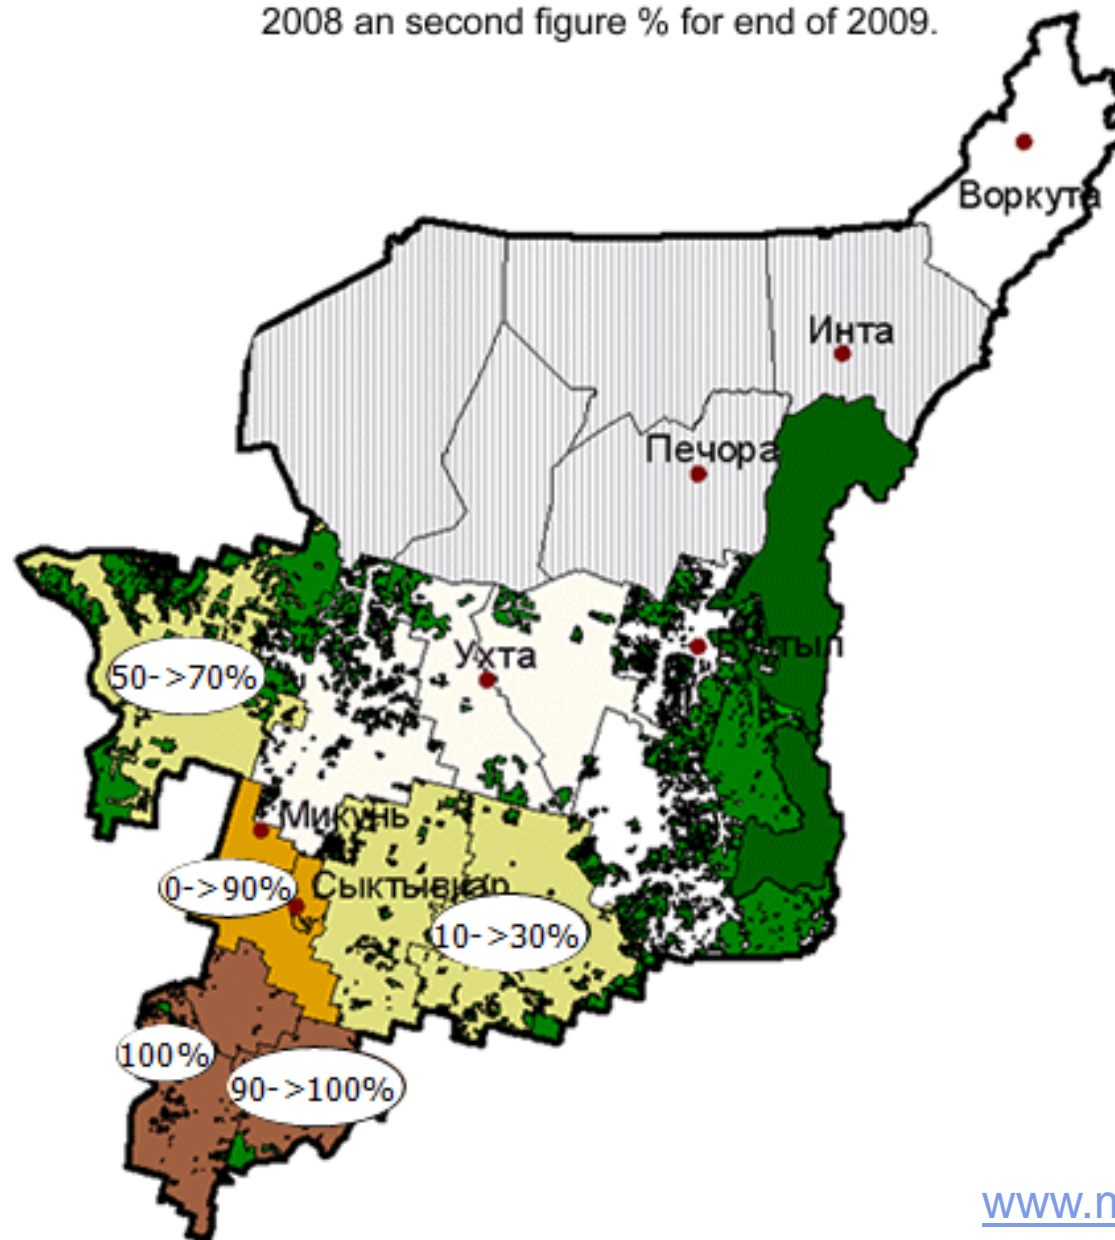 2008 an second figure % for end of 2009.
Воркута
Инта
Печора
Ухта
50->70%
Микунь
Сыктывкар
0->90%
10->30%
100%
90->100%